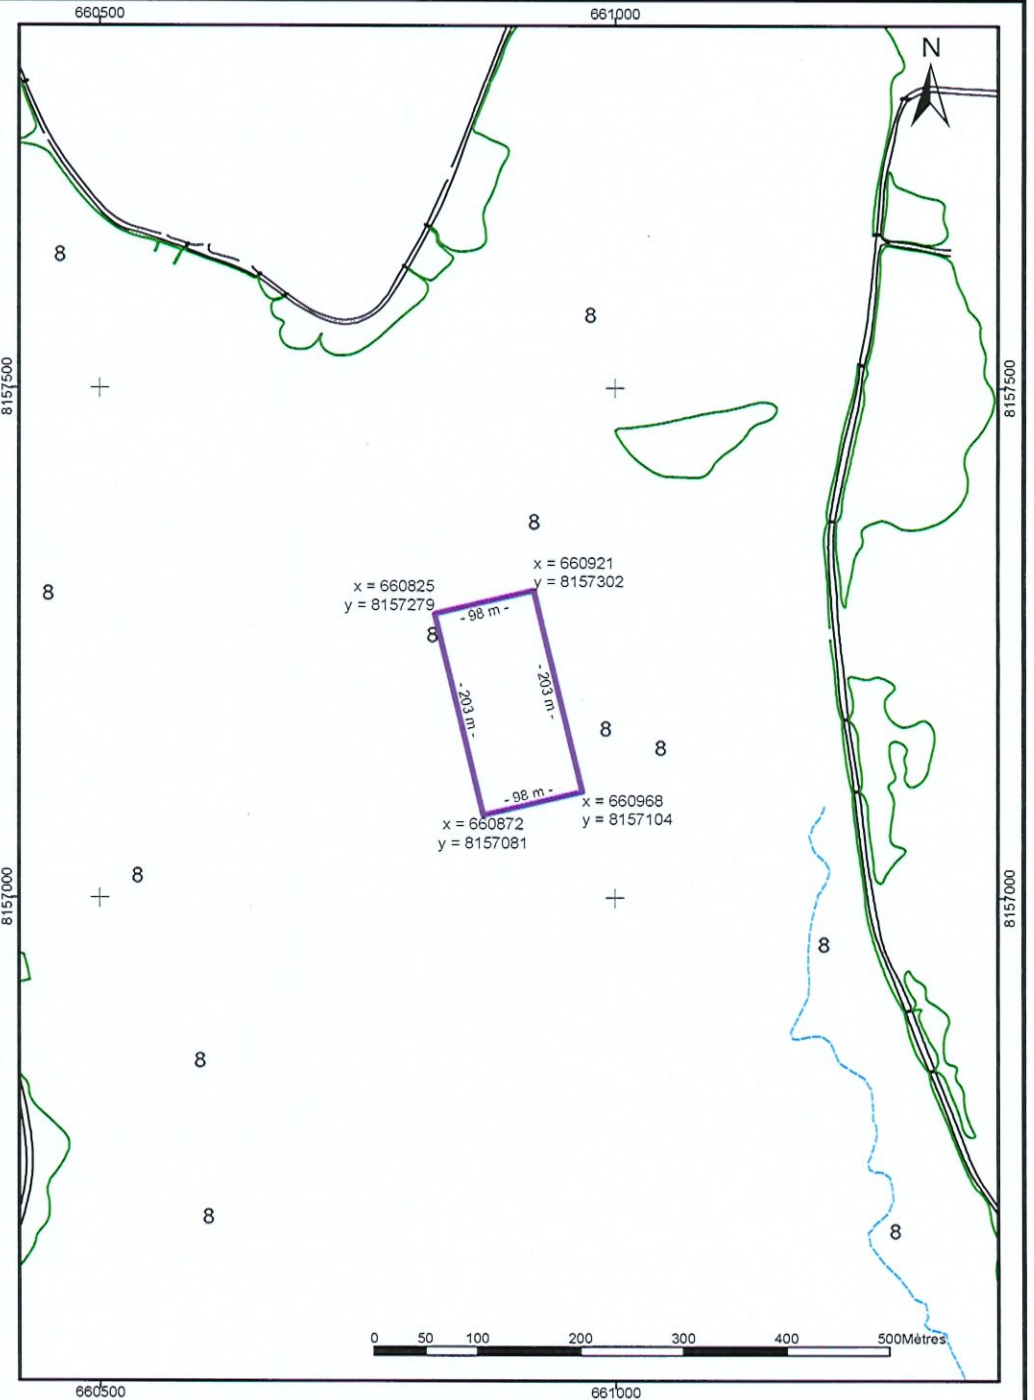 660500
661000
N
8
8
8157500
8157500
8
x = 660921
y = 8157302
x = 660825
y = 8157279
8
- 98 m -
8
- 203 m -
- 203 m -
8
8
- 98 m -
x = 660968
y = 8157104
x = 660872
y = 8157081
8
8157000
8157000
8
8
8
8
0 50 100 200 300 400 500Mètres
660500
661000